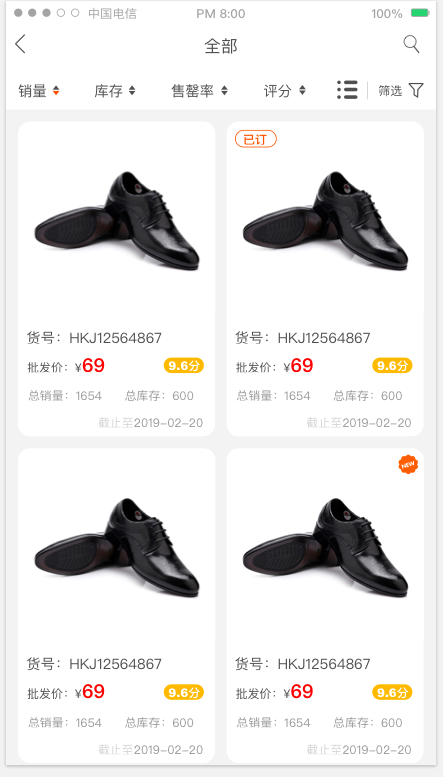 中国电信 PM 8:00 100%
全部
销量 库存 售罄率 评分 筛选
已订
货号：HKJ12564867 货号：HKJ12564867
批发价：¥69 9.6分 批发价：¥69 9.6分
总销量：1654 总库存：600 总销量：1654 总库存：600
截止至2019-02-20 截止至2019-02-20
NEW
货号：HKJ12564867 货号：HKJ12564867
批发价：¥69 9.6分 批发价：¥69 9.6分
总销量：1654 总库存：600 总销量：1654 总库存：600
截止至2019-02-20 截止至2019-02-20